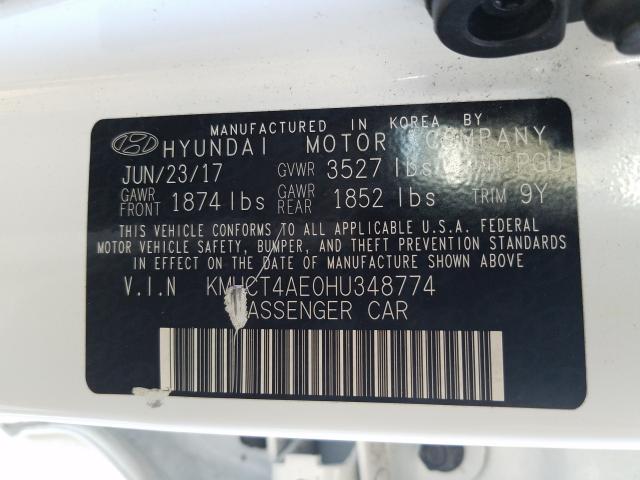 MANUFACTURED IN KOREA BY
HYUNDAI MOTOR COMPANY
JUN/23/17 GVWR 3527 lbs PGU
GAWR FRONT 1874 lbs GAWR REAR 1852 lbs TRIM 9Y
THIS VEHICLE CONFORMS TO ALL APPLICABLE U.S.A. FEDERAL
MOTOR VEHICLE SAFETY, BUMPER, AND THEFT PREVENTION STANDARDS
IN EFFECT ON THE DATE OF MANUFACTURE SHOWN ABOVE
V.I.N KMHCT4AE0HU348774
PASSENGER CAR